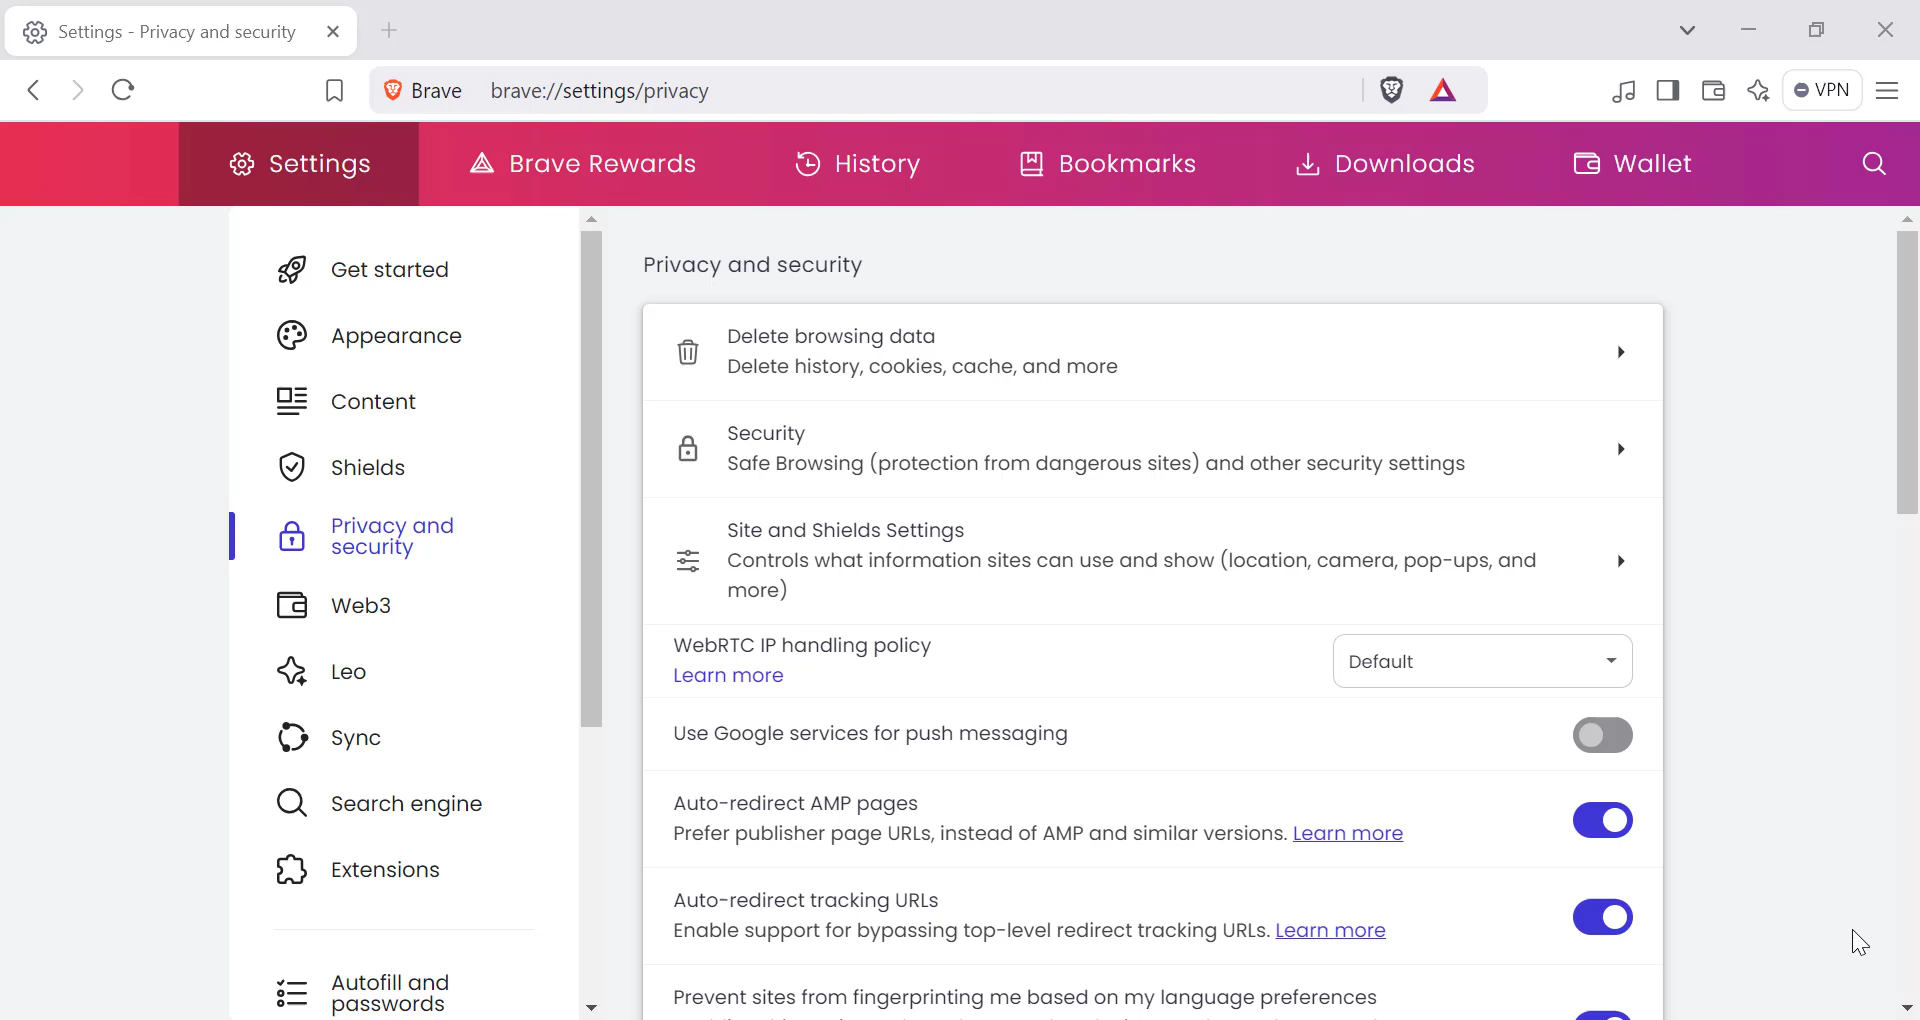 Settings - Privacy and security
Brave brave://settings/privacy
VPN
Settings
Brave Rewards
History
Bookmarks
Downloads
Wallet
Get started
Appearance
Content
Shields
Privacy and
security
Web3
Leo
Sync
Search engine
Extensions
Autofill and
passwords
Privacy and security
Delete browsing data
Delete history, cookies, cache, and more
Security
Safe Browsing (protection from dangerous sites) and other security settings
Site and Shields Settings
Controls what information sites can use and show (location, camera, pop-ups, and
more)
WebRTC IP handling policy
Learn more
Default
Use Google services for push messaging
Auto-redirect AMP pages
Prefer publisher page URLs, instead of AMP and similar versions. Learn more
Auto-redirect tracking URLs
Enable support for bypassing top-level redirect tracking URLs. Learn more
Prevent sites from fingerprinting me based on my language preferences